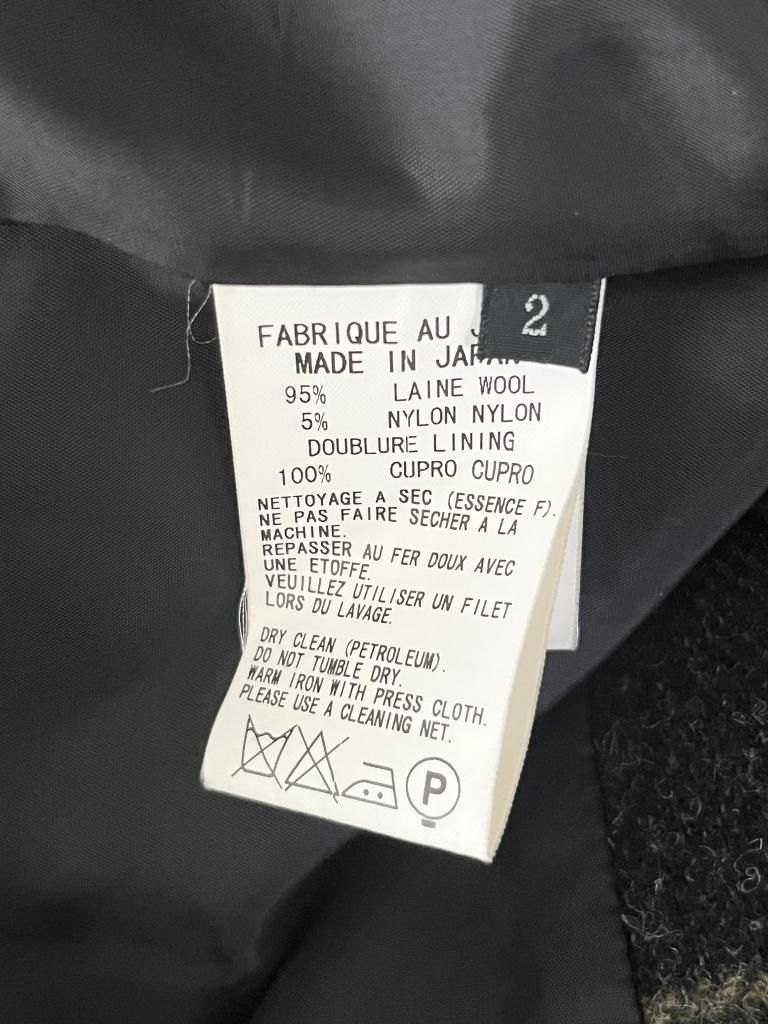 2
FABRIQUE AU
MADE IN JAPAN
95% LAINE WOOL
5% NYLON NYLON
DOUBLURE LINING
100% CUPRO CUPRO
NETTOYAGE A SEC (ESSENCE F).
NE PAS FAIRE SECHER A LA
MACHINE.
REPASSER AU FER DOUX AVEC
UNE ETOFFE.
VEUILLEZ UTILISER UN FILET
LORS DU LAVAGE.
DRY CLEAN (PETROLEUM).
DO NOT TUMBLE DRY.
WARM IRON WITH PRESS CLOTH.
PLEASE USE A CLEANING NET.
P